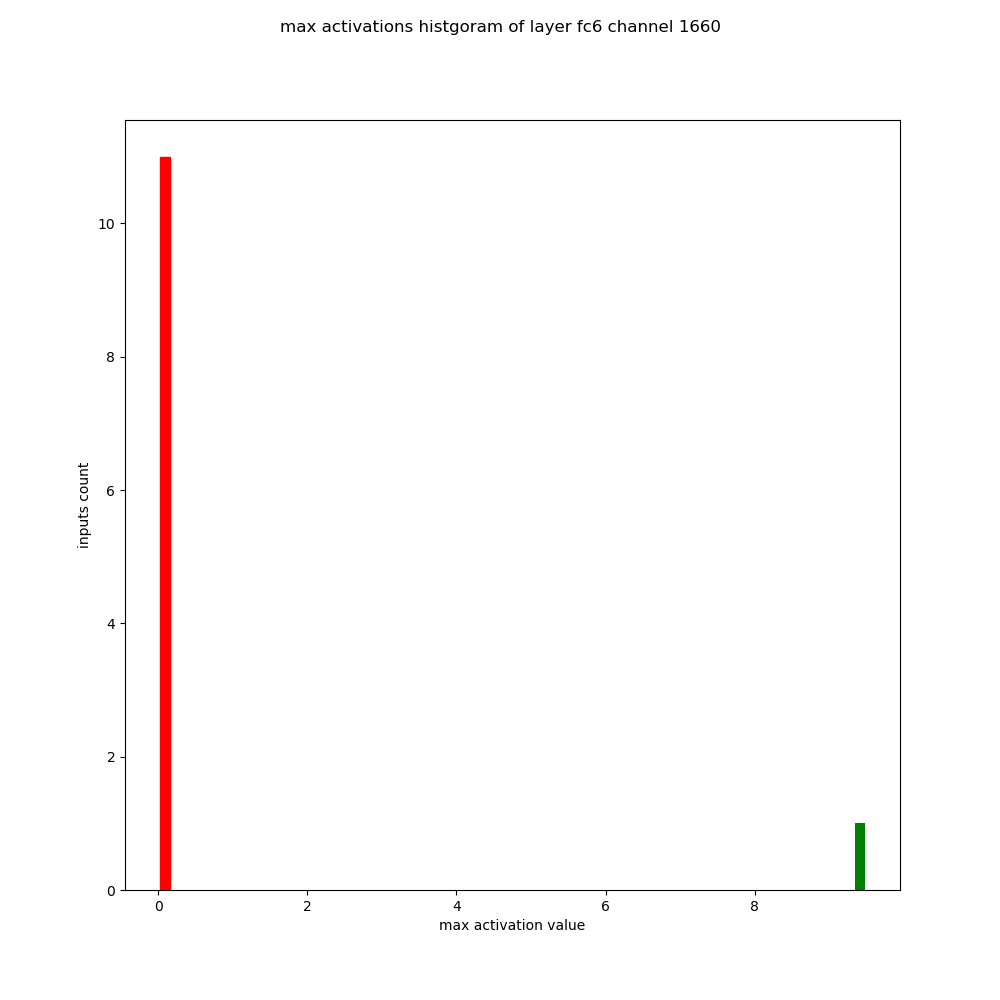 max activations histgoram of layer fc6 channel 1660
10
8
6
4
2
0
inputs count
0 2 4 6 8
max activation value